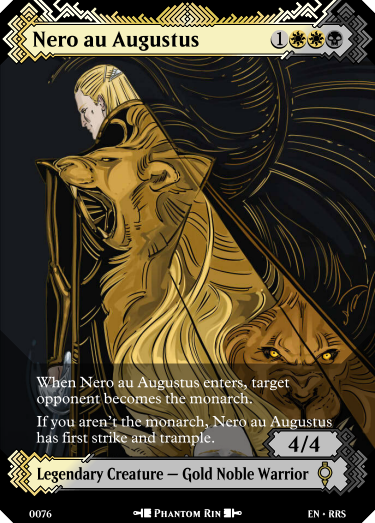 Nero au Augustus 1
When Nero au Augustus enters, target
opponent becomes the monarch.
If you aren't the monarch, Nero au Augustus
has first strike and trample.
4/4
Legendary Creature — Gold Noble Warrior
0076 Phantom Rin EN • RRS